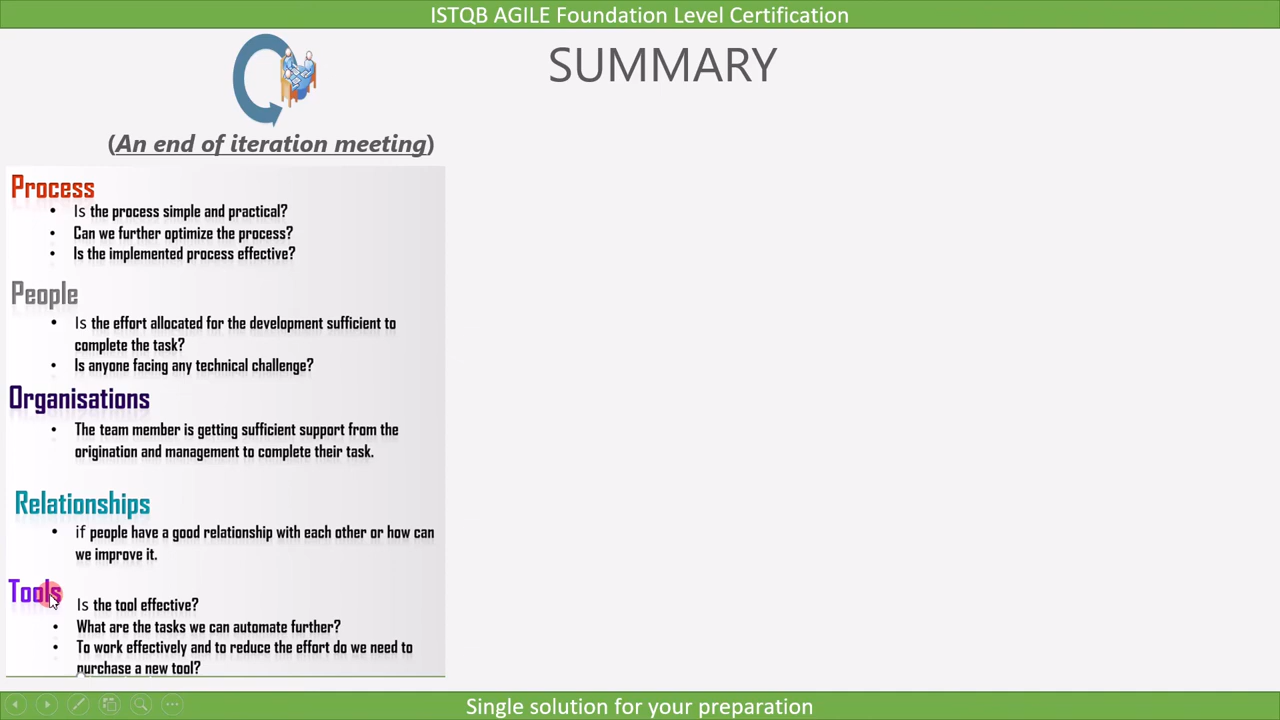 ISTQB AGILE Foundation Level Certification
SUMMARY
(An end of iteration meeting)
Process
• Is the process simple and practical?
• Can we further optimize the process?
• Is the implemented process effective?
People
• Is the effort allocated for the development sufficient to
complete the task?
• Is anyone facing any technical challenge?
Organisations
• The team member is getting sufficient support from the
origination and management to complete their task.
Relationships
• if people have a good relationship with each other or how can
we improve it.
Tools
Is the tool effective?
• What are the tasks we can automate further?
• To work effectively and to reduce the effort do we need to
purchase a new tool?
Single solution for your preparation